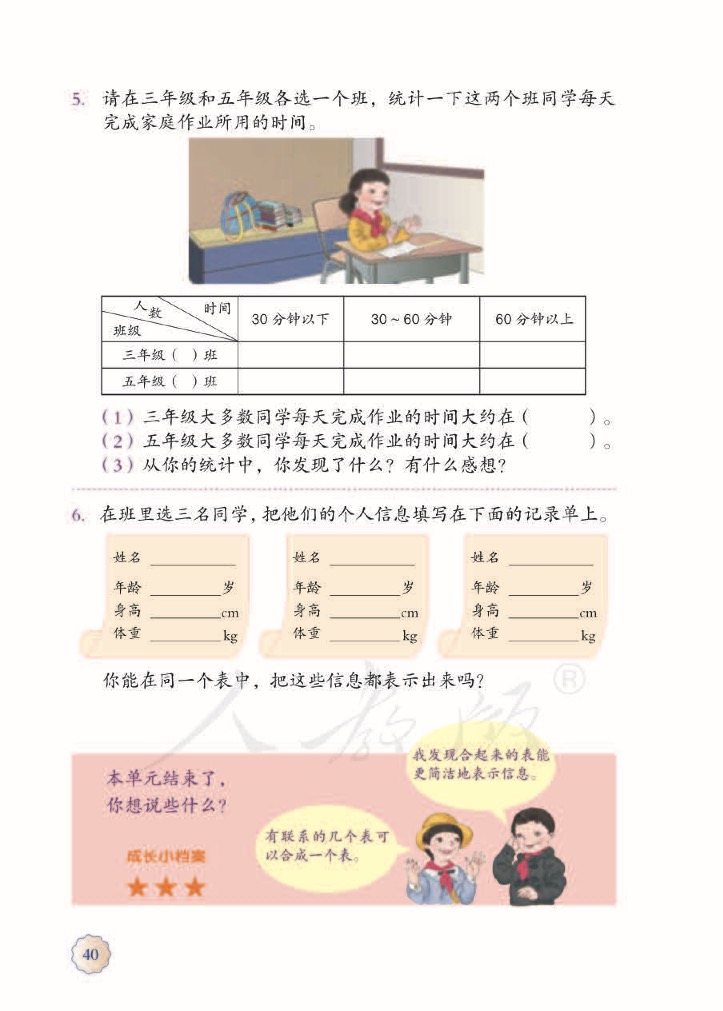 5. 请在三年级和五年级各选一个班，统计一下这两个班同学每天
完成家庭作业所用的时间。
人数 时间 班级 30 分钟以下 30～60 分钟 60 分钟以上
三年级（ ）班
五年级（ ）班
（1）三年级大多数同学每天完成作业的时间大约在（ ）。
（2）五年级大多数同学每天完成作业的时间大约在（ ）。
（3）从你的统计中，你发现了什么？有什么感想？
6. 在班里选三名同学，把他们的个人信息填写在下面的记录单上。
姓名 ________ 姓名 ________ 姓名 ________
年龄 ________岁 年龄 ________岁 年龄 ________岁
身高 ________cm 身高 ________cm 身高 ________cm
体重 ________kg 体重 ________kg 体重 ________kg
你能在同一个表中，把这些信息都表示出来吗？
人教版®
本单元结束了，
你想说些什么？
我发现合起来的表能
更简洁地表示信息。
有联系的几个表可
以合成一个表。
成长小档案
40